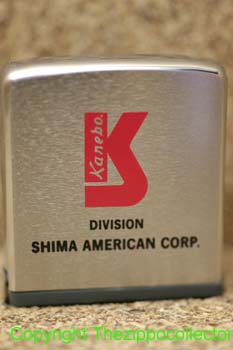 Kanebo.
DIVISION
SHIMA AMERICAN CORP.
Copyright Thezippocollector